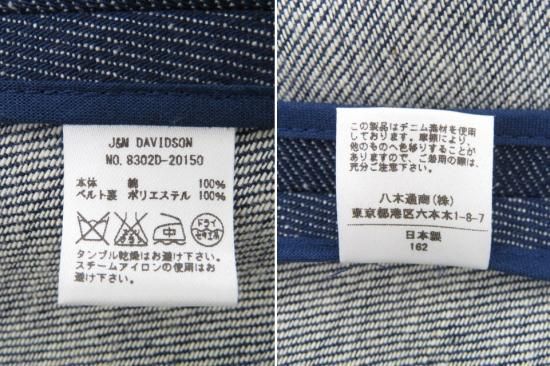 J&M DAVIDSON
NO. 8302D-20150
本体 綿 100%
ベルト裏 ポリエステル 100%
ドライ
タンブル乾燥はお避け下さい。
スチームアイロンの使用はお
避け下さい。
この製品はデニム素材を使用
しております。摩擦により、
他のものへ色移りすることが
ありますので、ご着用の際は、
充分ご注意下さい。
八木通商(株)
東京都港区六本木1-8-7
日本製
162